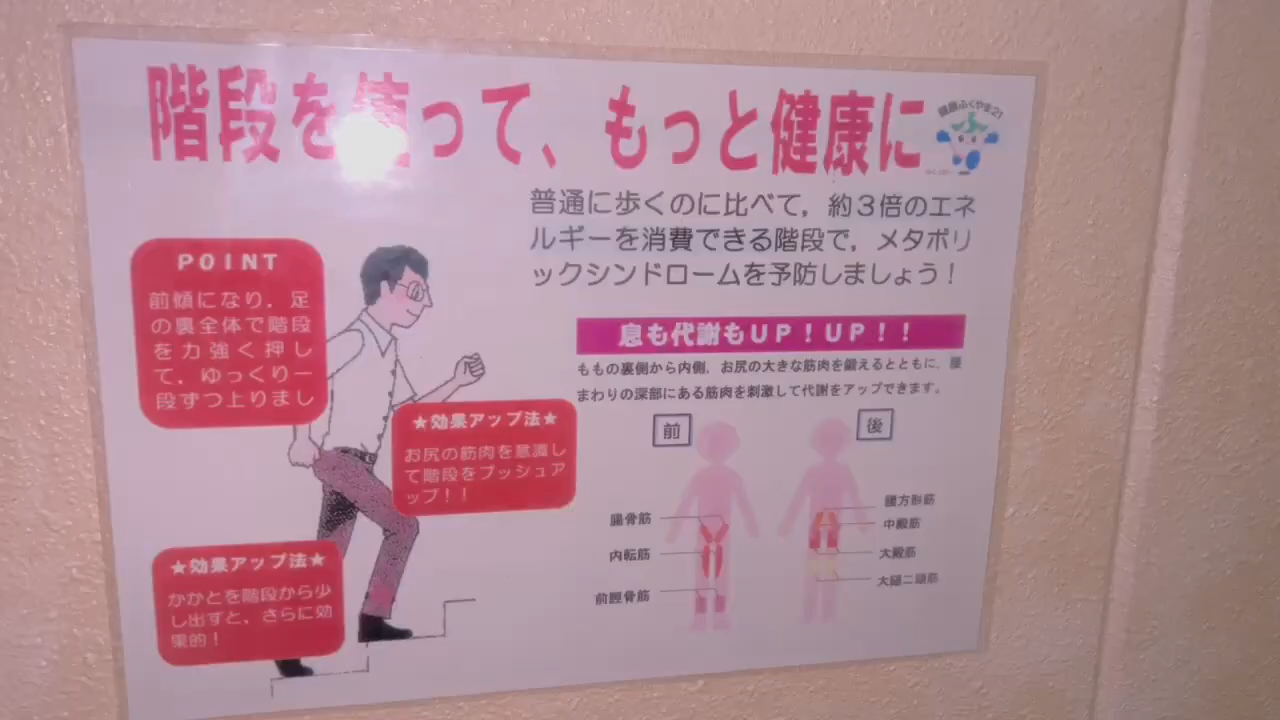 階段を使って、もっと健康に
健康ふくやま21
普通に歩くのに比べて，約３倍のエネ
ルギーを消費できる階段で，メタボリ
ックシンドロームを予防しましょう！
POINT
前傾になり，足
の裏全体で階段
を力強く押し
て，ゆっくり一
段ずつ上りまし
★効果アップ法★
お尻の筋肉を意識し
て階段をプッシュア
ップ！！
★効果アップ法★
かかとを階段から少
し出すと、さらに効
果的！
息も代謝もUP！UP！！
ももの裏側から内側，お尻の大きな筋肉を鍛えるとともに，腰
まわりの深部にある筋肉を刺激して代謝をアップできます。
前
後
腸骨筋
内転筋
前脛骨筋
腰方形筋
中殿筋
大殿筋
大腿二頭筋